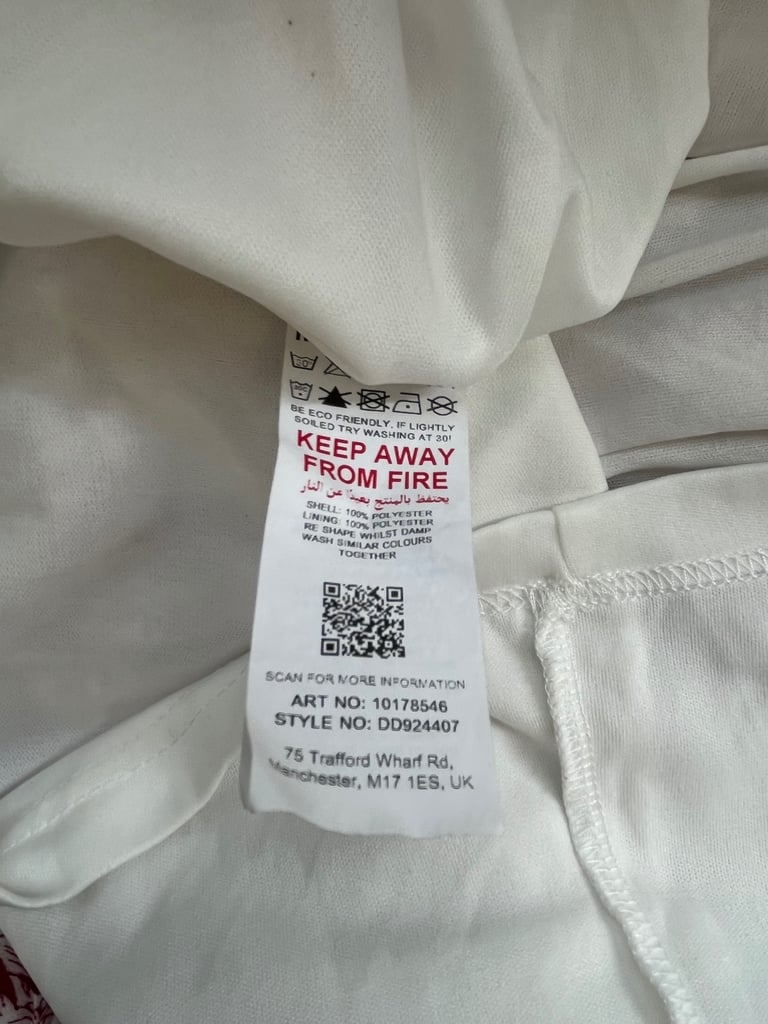 BE ECO FRIENDLY, IF LIGHTLY
SOILED TRY WASHING AT 30!
KEEP AWAY
FROM FIRE
يحتفظ بالمنتج بعيدًا عن النار
SHELL: 100% POLYESTER
LINING: 100% POLYESTER
RE SHAPE WHILST DAMP
WASH SIMILAR COLOURS
TOGETHER
SCAN FOR MORE INFORMATION
ART NO: 10178546
STYLE NO: DD924407
75 Trafford Wharf Rd,
Manchester, M17 1ES, UK